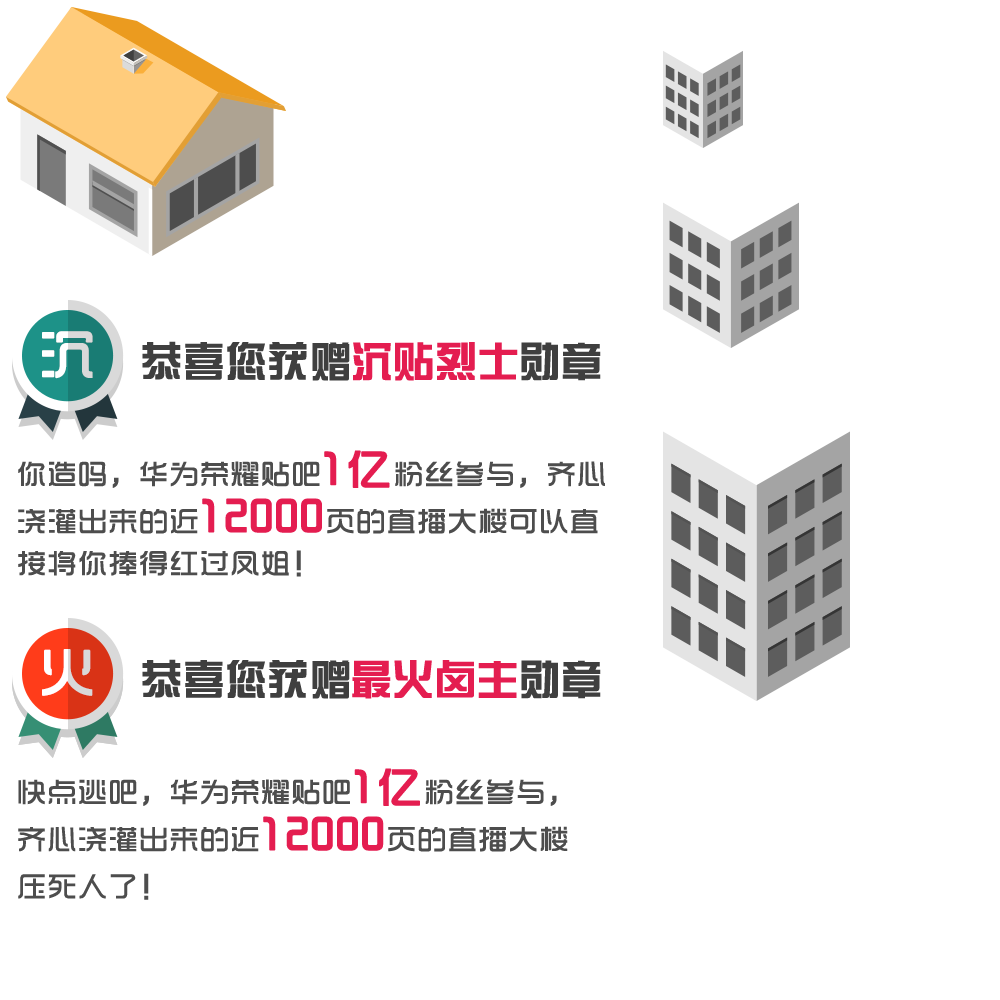 沉
恭喜您获赠沉贴烈士勋章
你造吗，华为荣耀贴吧1亿粉丝参与，齐心
浇灌出来的近12000页的直播大楼可以直
接将你捧得红过凤姐！
火
恭喜您获赠最火卤主勋章
快点逃吧，华为荣耀贴吧1亿粉丝参与，
齐心浇灌出来的近12000页的直播大楼
压死人了！